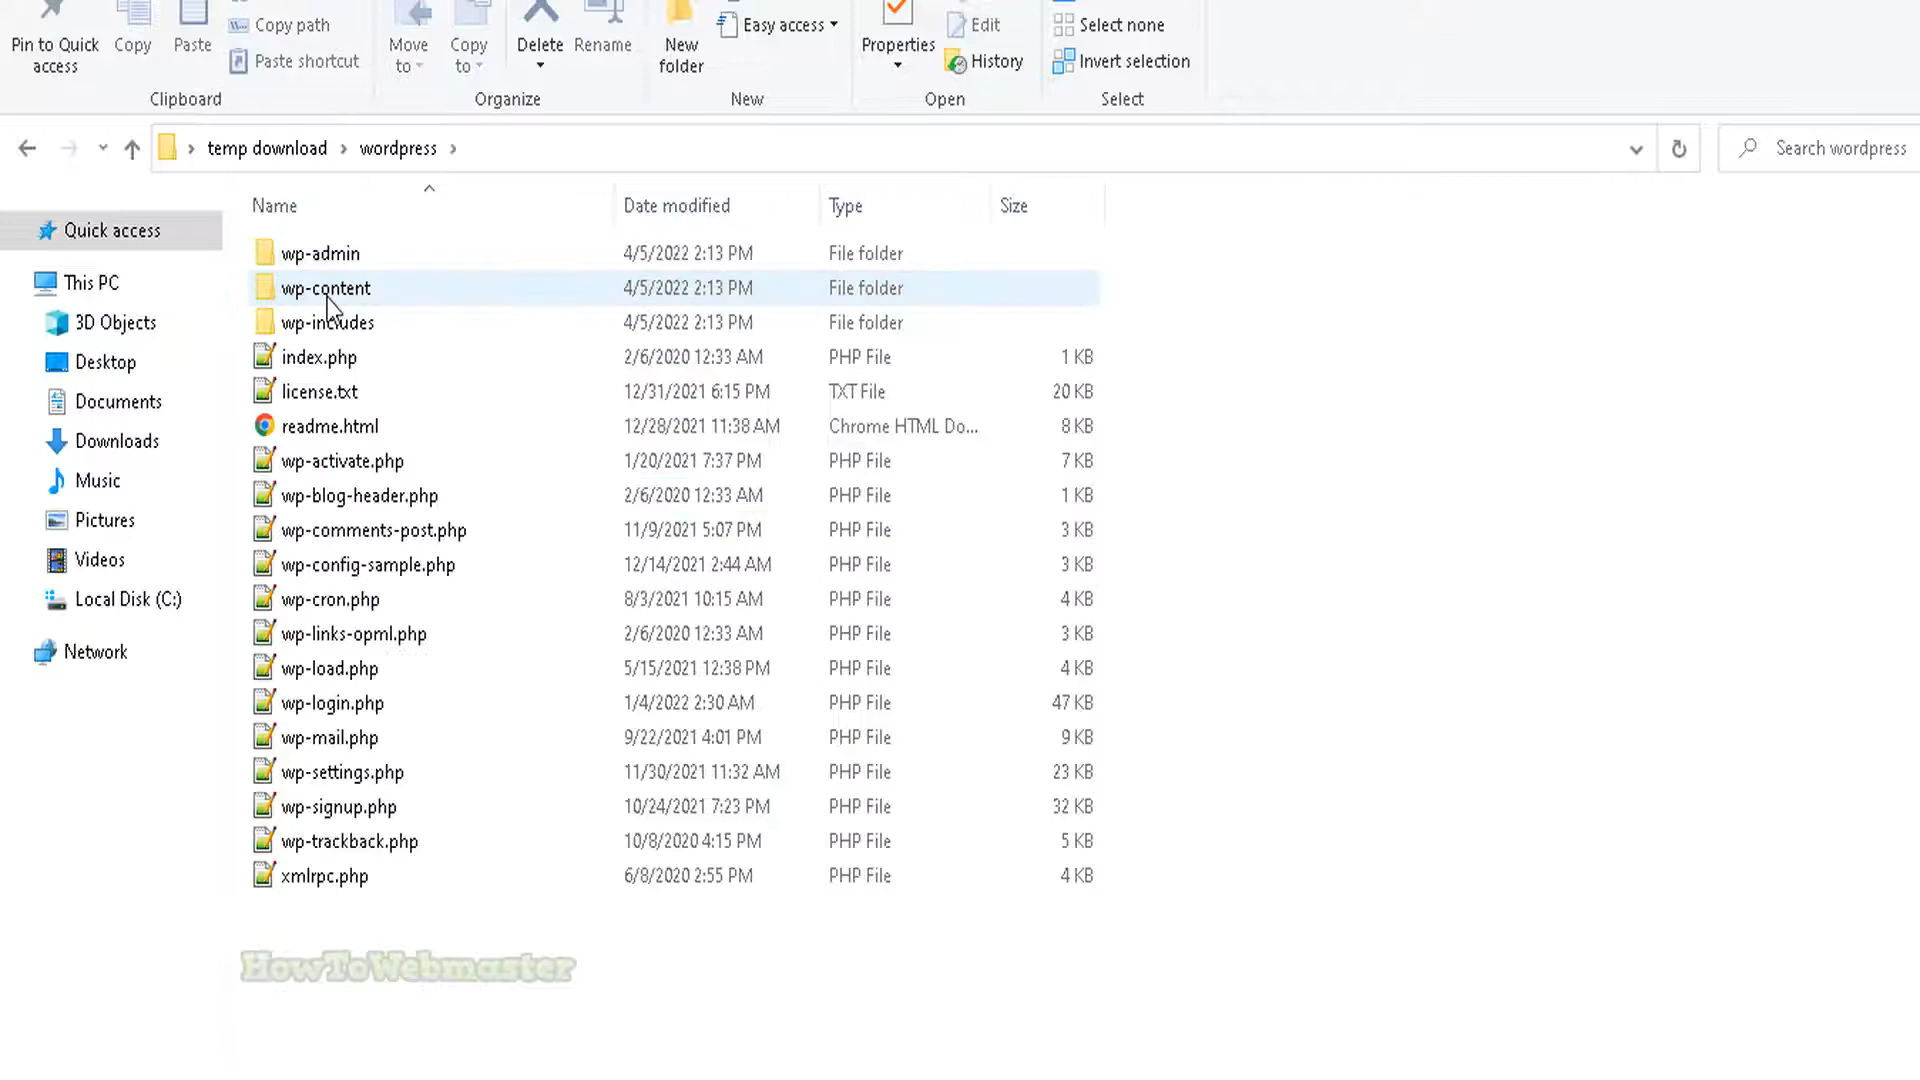 Pin to Quick access
Copy
Paste
Copy path
Paste shortcut
Clipboard
Move to
Copy to
Delete
Rename
Organize
New folder
Easy access
New
Properties
Edit
History
Open
Select none
Invert selection
Select
temp download
wordpress
Search wordpress
Quick access
This PC
3D Objects
Desktop
Documents
Downloads
Music
Pictures
Videos
Local Disk (C:)
Network
Name Date modified Type Size
wp-admin 4/5/2022 2:13 PM File folder
wp-content 4/5/2022 2:13 PM File folder
wp-includes 4/5/2022 2:13 PM File folder
index.php 2/6/2020 12:33 AM PHP File 1 KB
license.txt 12/31/2021 6:15 PM TXT File 20 KB
readme.html 12/28/2021 11:38 AM Chrome HTML Do... 8 KB
wp-activate.php 1/20/2021 7:37 PM PHP File 7 KB
wp-blog-header.php 2/6/2020 12:33 AM PHP File 1 KB
wp-comments-post.php 11/9/2021 5:07 PM PHP File 3 KB
wp-config-sample.php 12/14/2021 2:44 AM PHP File 3 KB
wp-cron.php 8/3/2021 10:15 AM PHP File 4 KB
wp-links-opml.php 2/6/2020 12:33 AM PHP File 3 KB
wp-load.php 5/15/2021 12:38 PM PHP File 4 KB
wp-login.php 1/4/2022 2:30 AM PHP File 47 KB
wp-mail.php 9/22/2021 4:01 PM PHP File 9 KB
wp-settings.php 11/30/2021 11:32 AM PHP File 23 KB
wp-signup.php 10/24/2021 7:23 PM PHP File 32 KB
wp-trackback.php 10/8/2020 4:15 PM PHP File 5 KB
xmlrpc.php 6/8/2020 2:55 PM PHP File 4 KB
HowToWebmaster